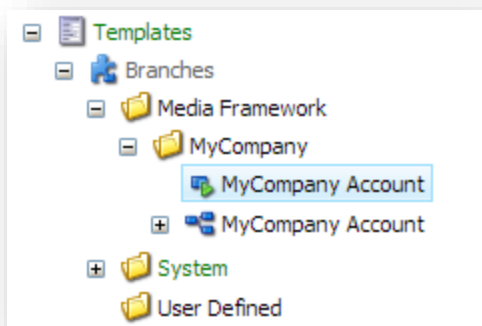 Templates
Branches
Media Framework
MyCompany
MyCompany Account
MyCompany Account
System
User Defined